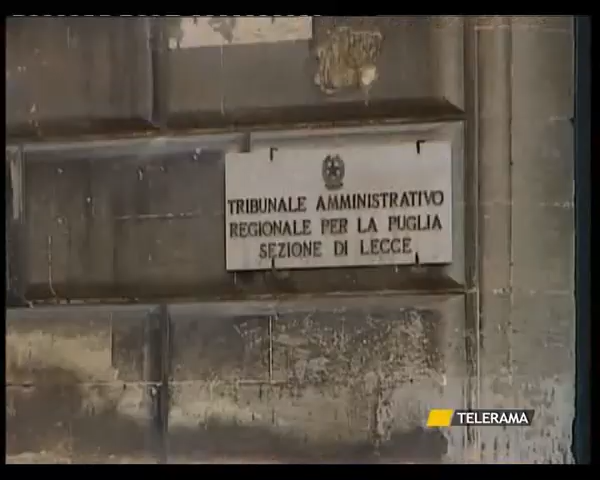 TRIBUNALE AMMINISTRATIVO
REGIONALE PER LA PUGLIA
SEZIONE DI LECCE
TELERAMA